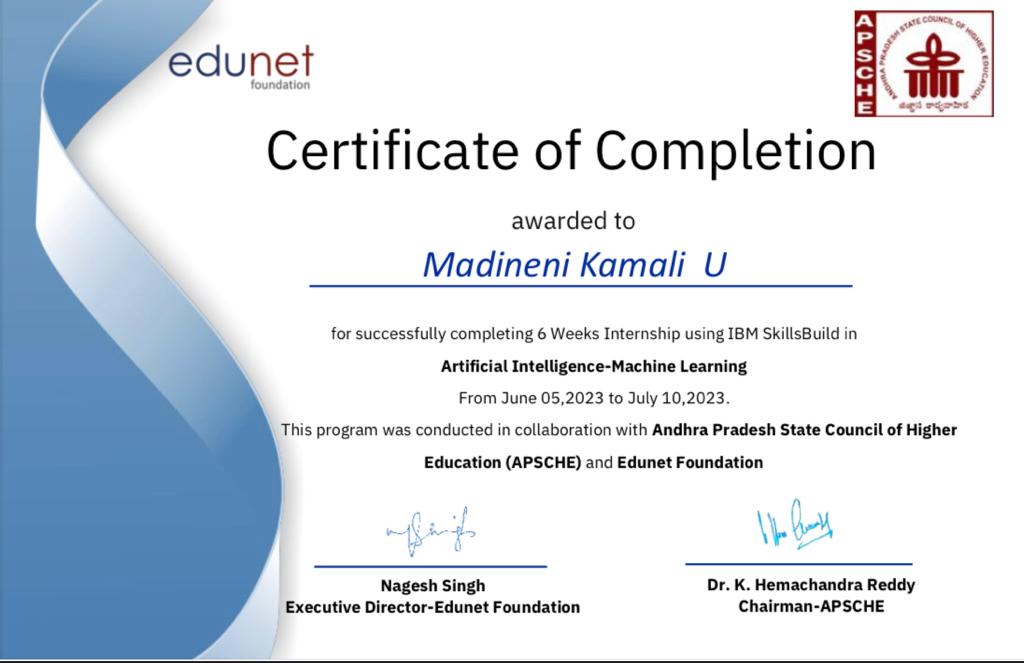 edunet
foundation
APSCHE
ANDHRA PRADESH STATE COUNCIL OF HIGHER EDUCATION
Certificate of Completion
awarded to
Madineni Kamali U
for successfully completing 6 Weeks Internship using IBM SkillsBuild in
Artificial Intelligence-Machine Learning
From June 05,2023 to July 10,2023.
This program was conducted in collaboration with Andhra Pradesh State Council of Higher
Education (APSCHE) and Edunet Foundation
Nagesh Singh
Executive Director-Edunet Foundation
Dr. K. Hemachandra Reddy
Chairman-APSCHE